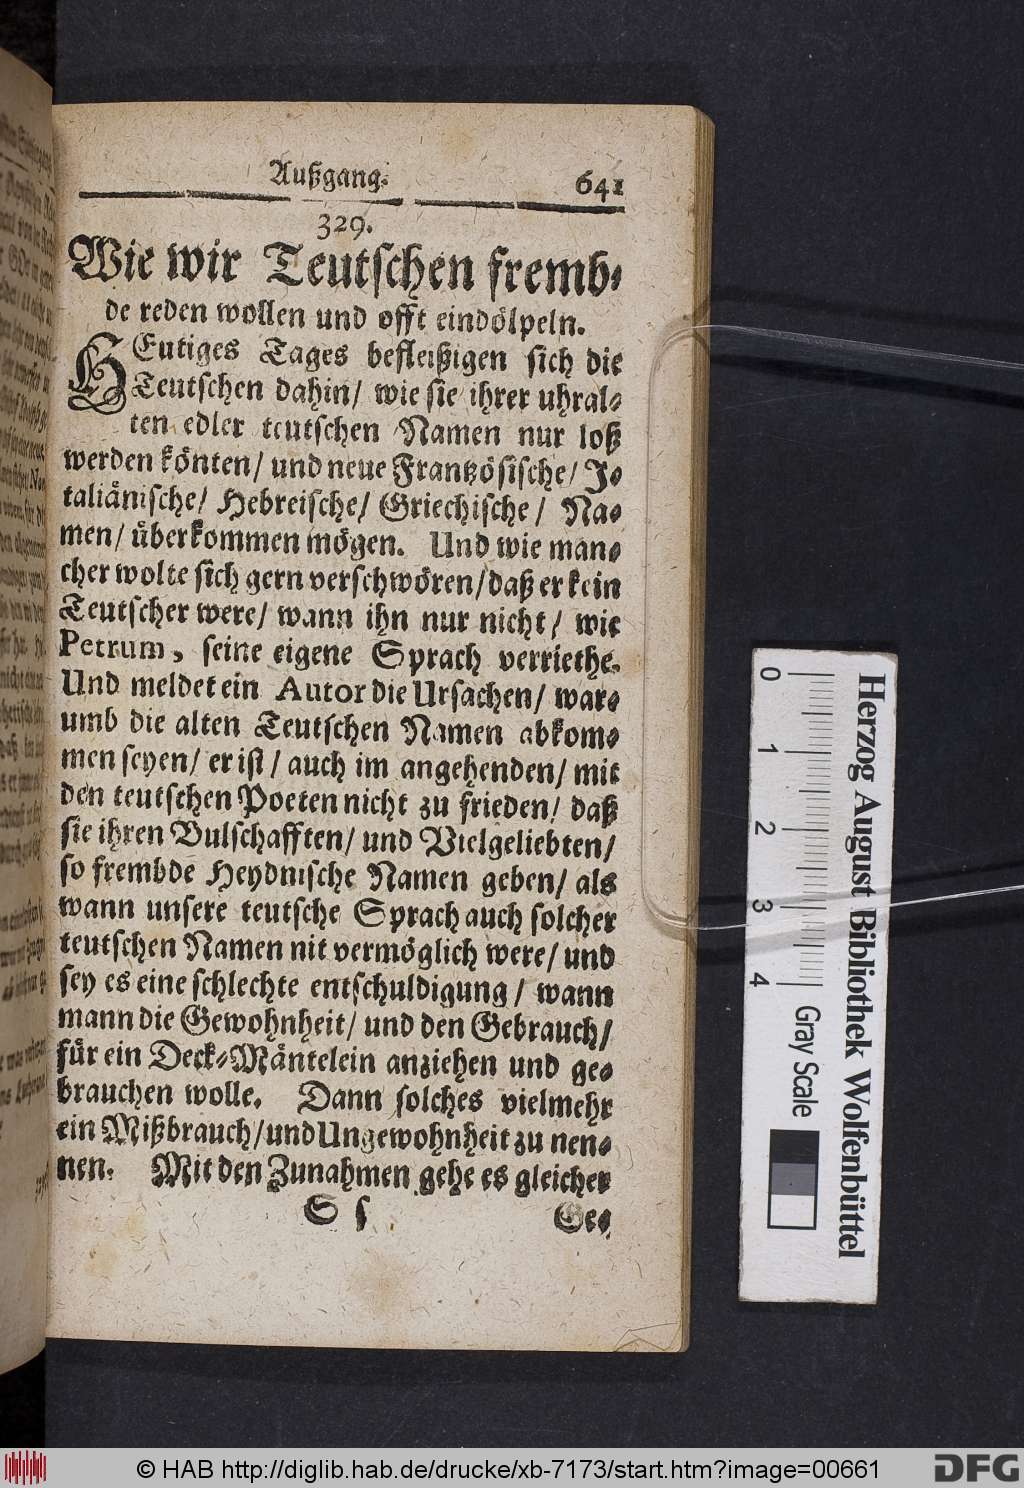 Außgang. 641
329.
Wie wir Teutschen fremb-
de reden wollen und offt eindölpeln.
HEutiges Tages befleißigen sich die
Teutschen dahin/ wie sie ihrer uhral-
ten edler teutschen Namen nur loß
werden könten/ und neue Frantzösische/ J-
taliänische/ Hebreische/ Griechische/ Na-
men/ überkommen mögen. Und wie man-
cher wolte sich gern verschwören/ daß er kein
Teutscher were/ wann ihn nur nicht/ wie
Petrum, seine eigene Sprach verriethe.
Und meldet ein Autor die Ursachen/ war-
umb die alten Teutschen Namen abkom-
men seyen/ er ist/ auch im angehenden/ mit
den teutschen Poeten nicht zu frieden/ daß
sie ihren Bulschafften/ und Vielgeliebten/
so frembde Heydnische Namen geben/ als
wann unsere teutsche Sprach auch solcher
teutschen Namen nit vermöglich were/ und
sey es eine schlechte entschuldigung/ wann
mann die Gewohnheit/ und den Gebrauch/
für ein Deck-Mäntelein anziehen und ge-
brauchen wolle. Dann solches vielmehr
ein Mißbrauch/ und Ungewohnheit zu nen-
nen. Mit den Zunahmen gehe es gleicher
S s Ge-
0 1 2 3 4
Gray Scale
Herzog August Bibliothek Wolfenbüttel
© HAB http://diglib.hab.de/drucke/xb-7173/start.htm?image=00661
DFG